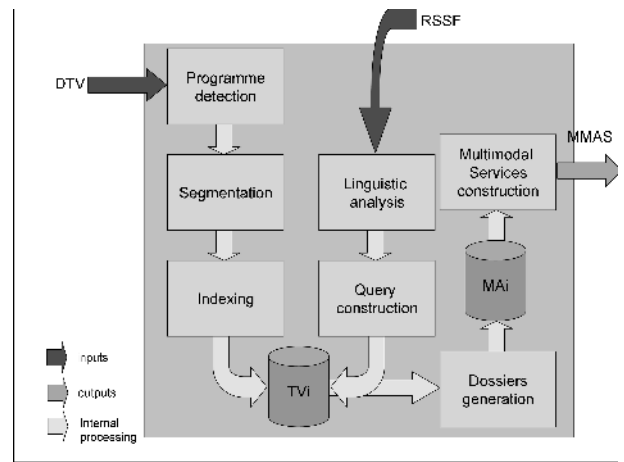 RSSF
DTV
Programme
detection
MMAS
Multimodal
Services
construction
Segmentation
Linguistic
analysis
MAi
Indexing
Query
construction
TVi
Dossiers
generation
inputs
outputs
Internal
processing